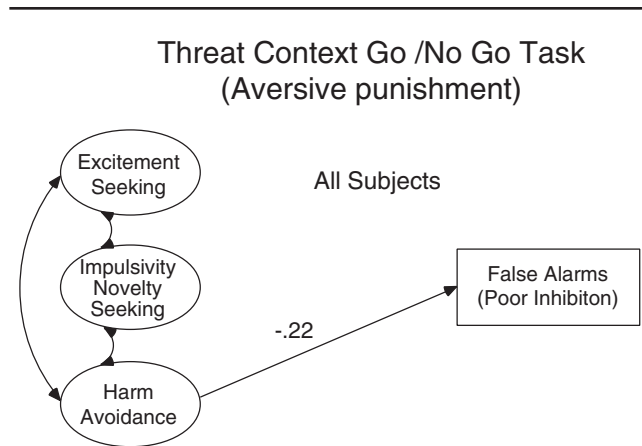 Threat Context Go /No Go Task
(Aversive punishment)
Excitement
Seeking
All Subjects
Impulsivity
Novelty
Seeking
False Alarms
(Poor Inhibiton)
-.22
Harm
Avoidance